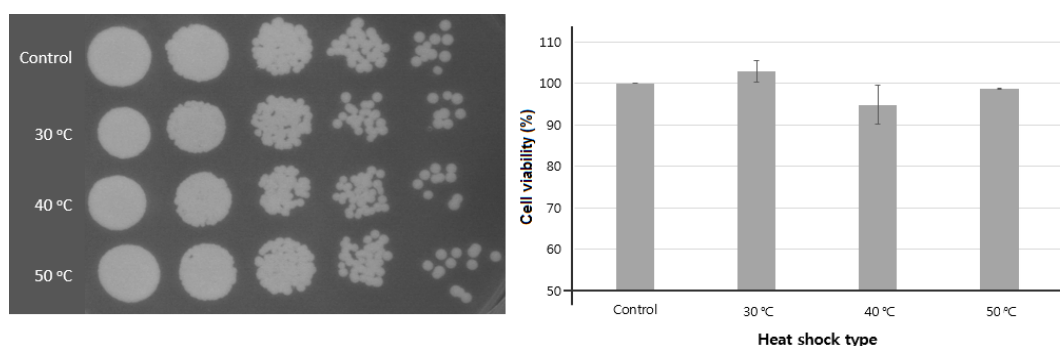 Control
30 °C
40 °C
50 °C
Cell viability (%)
110
100
90
80
70
60
50
Control
30 ℃
40 ℃
50 ℃
Heat shock type